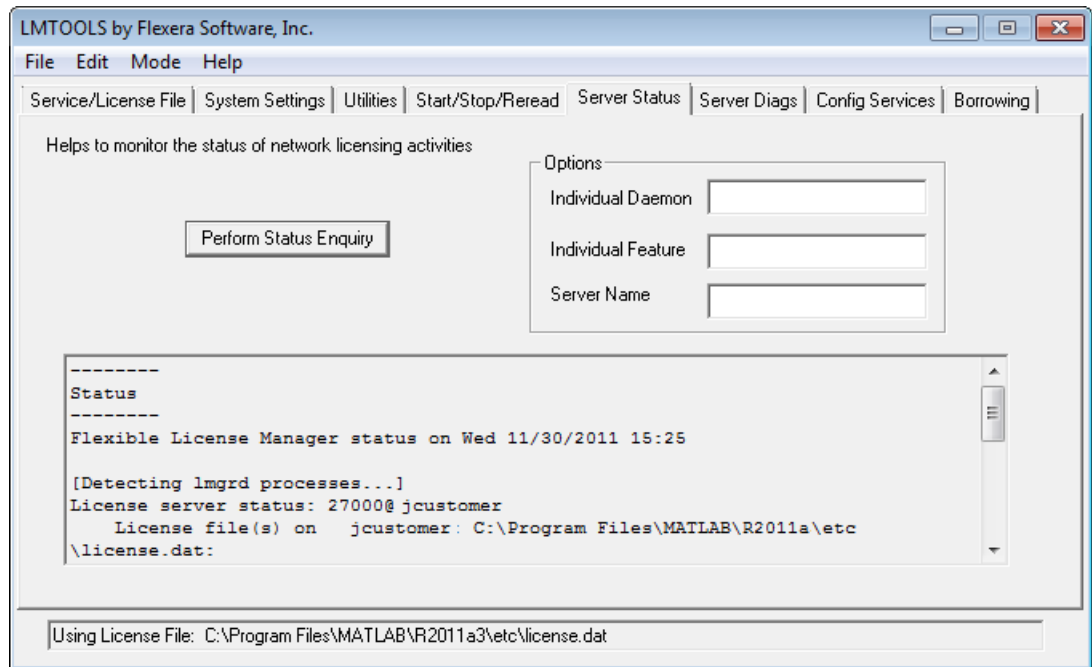 LMTOOLS by Flexera Software, Inc.
File Edit Mode Help
Service/License File System Settings Utilities Start/Stop/Reread Server Status Server Diags Config Services Borrowing
Helps to monitor the status of network licensing activities
Options
Individual Daemon
Perform Status Enquiry
Individual Feature
Server Name
--------
Status
--------
Flexible License Manager status on Wed 11/30/2011 15:25
[Detecting lmgrd processes...]
License server status: 27000@ jcustomer
License file(s) on jcustomer: C:\Program Files\MATLAB\R2011a\etc
\license.dat:
Using License File: C:\Program Files\MATLAB\R2011a3\etc\license.dat